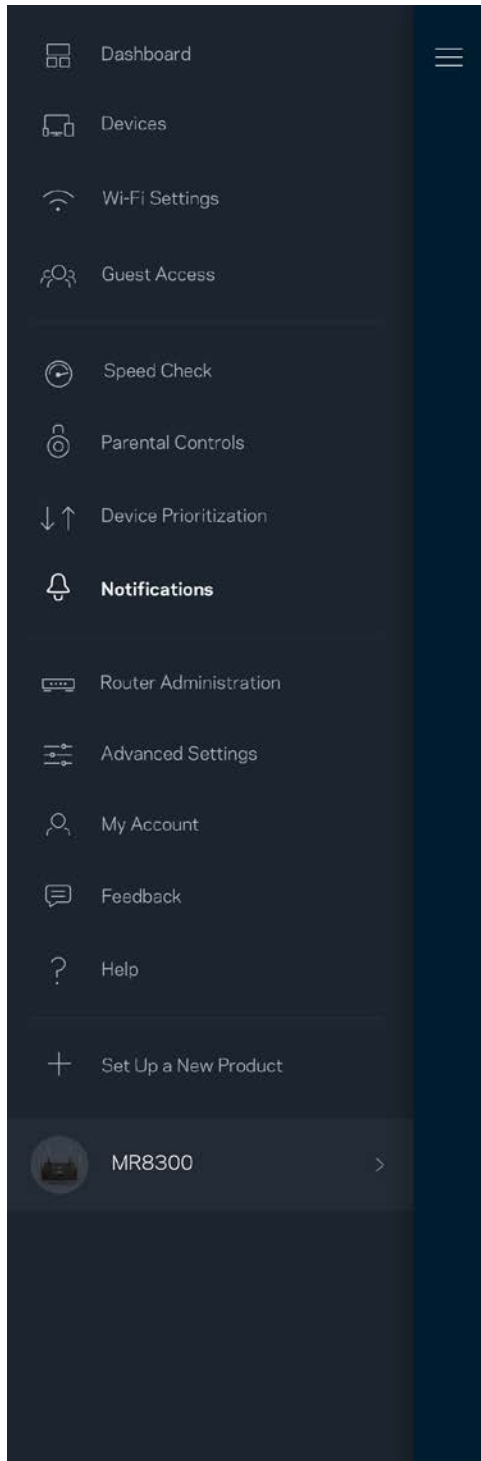 Dashboard
Devices
Wi-Fi Settings
Guest Access
Speed Check
Parental Controls
Device Prioritization
Notifications
Router Administration
Advanced Settings
My Account
Feedback
Help
Set Up a New Product
MR8300